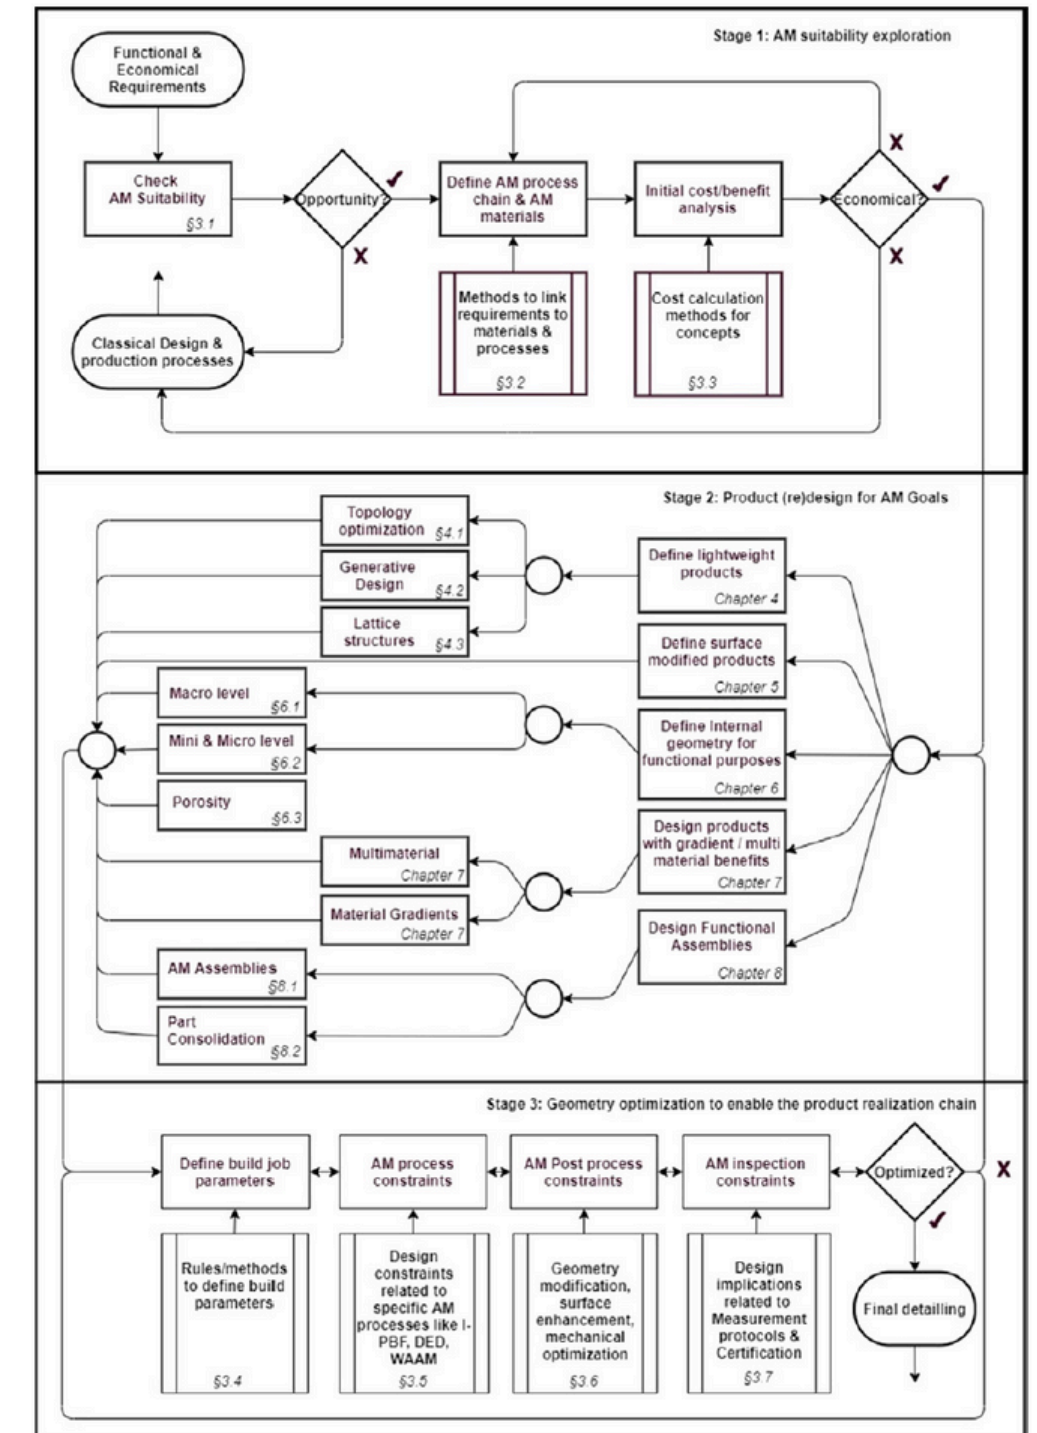 Stage 1: AM suitability exploration
Functional &
Economical
Requirements
Check
AM Suitability
§3.1
Opportunity?
✓
X
Define AM process
chain & AM
materials
Initial cost/benefit
analysis
Economical?
X
✓
X
Methods to link
requirements to
materials &
processes
§3.2
Cost calculation
methods for
concepts
§3.3
Classical Design &
production processes
Stage 2: Product (re)design for AM Goals
Topology
optimization
§4.1
Generative
Design
§4.2
Lattice
structures
§4.3
Define lightweight
products
Chapter 4
Define surface
modified products
Chapter 5
Macro level
§6.1
Mini & Micro level
§6.2
Porosity
§6.3
Define Internal
geometry for
functional purposes
Chapter 6
Design products
with gradient / multi
material benefits
Chapter 7
Multimaterial
Chapter 7
Material Gradients
Chapter 7
Design Functional
Assemblies
Chapter 8
AM Assemblies
§8.1
Part
Consolidation
§8.2
Stage 3: Geometry optimization to enable the product realization chain
Define build job
parameters
AM process
constraints
AM Post process
constraints
AM inspection
constraints
Optimized?
X
✓
Rules/methods
to define build
parameters
§3.4
Design
constraints
related to
specific AM
processes like l-
PBF, DED,
WAAM
§3.5
Geometry
modification,
surface
enhancement,
mechanical
optimization
§3.6
Design
implications
related to
Measurement
protocols &
Certification
§3.7
Final detailling